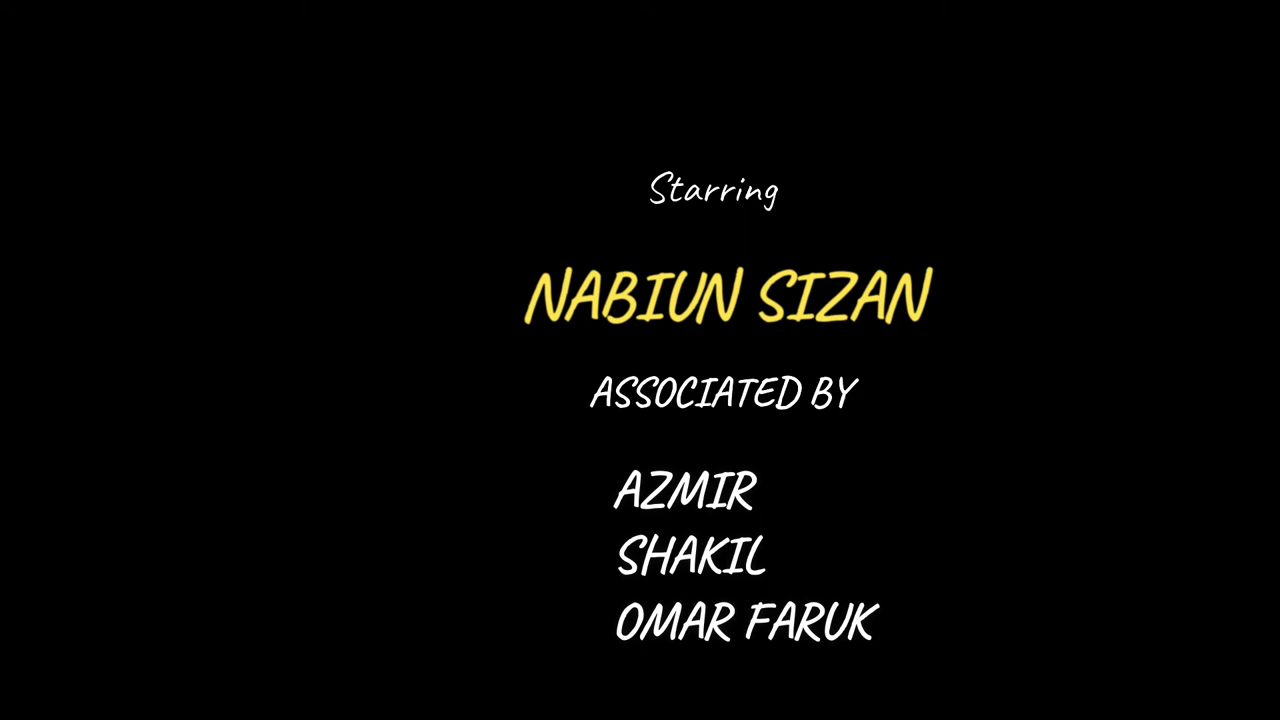 Starring
NABIUN SIZAN
ASSOCIATED BY
AZMIR
SHAKIL
OMAR FARUK